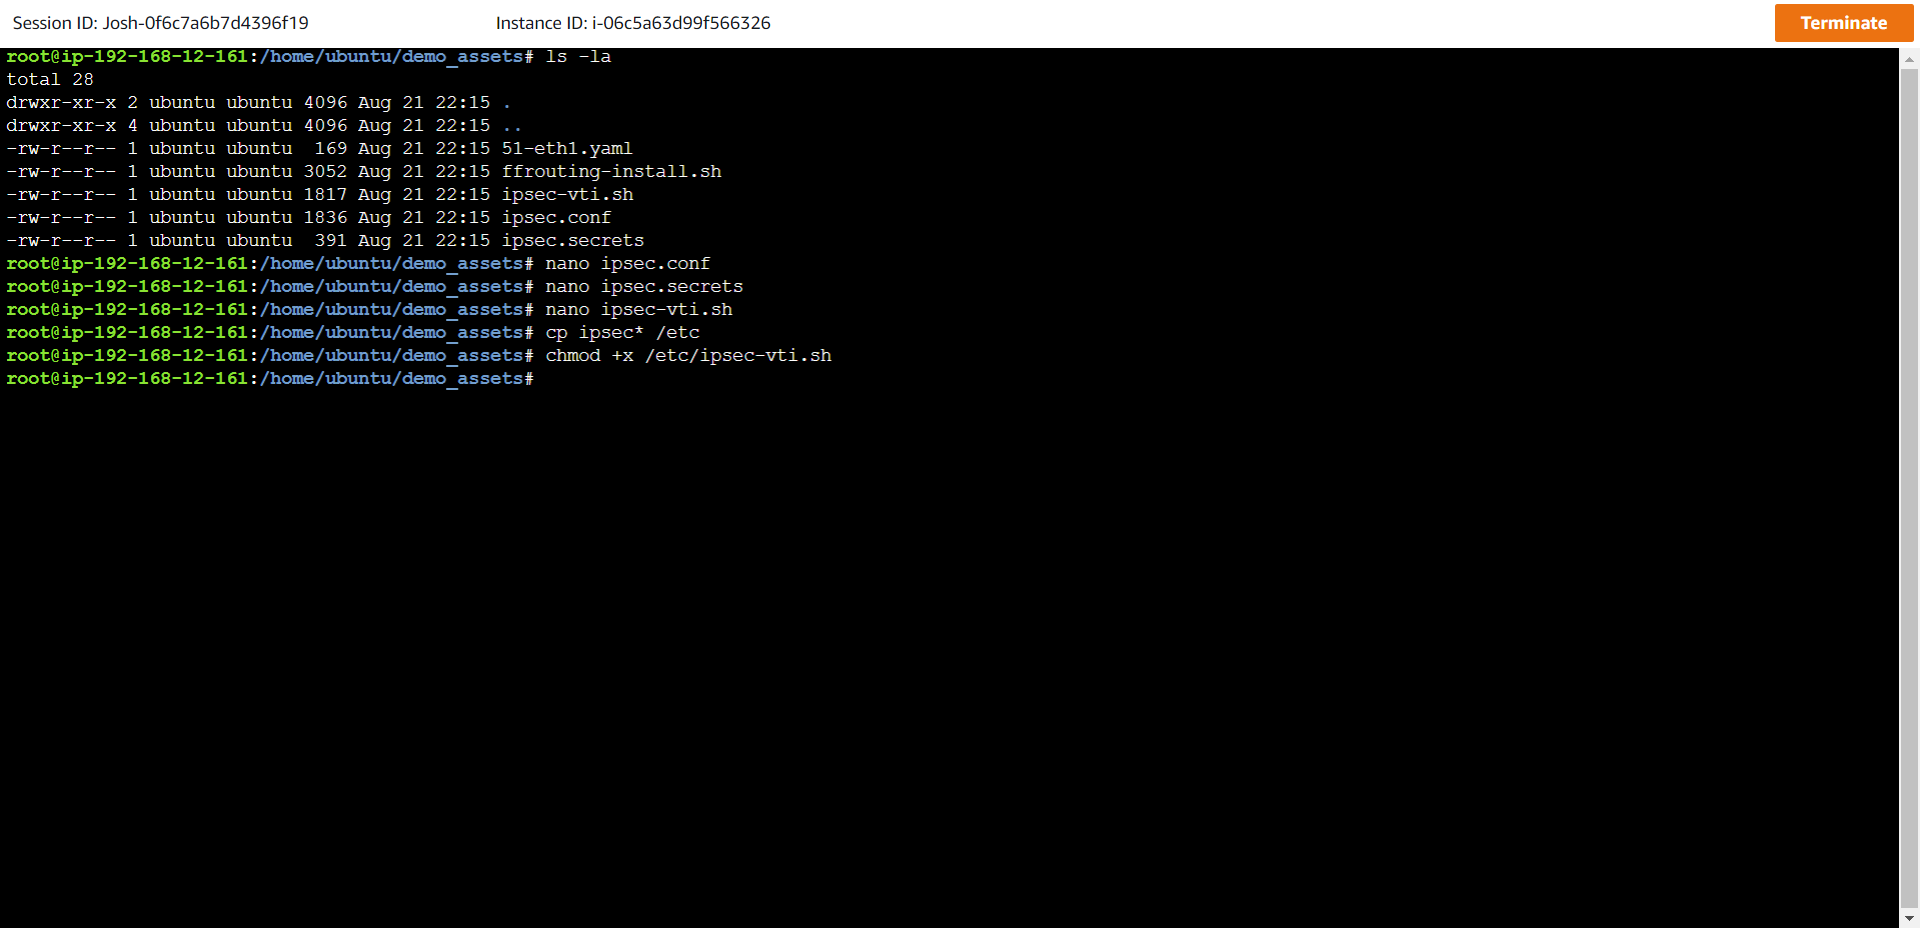 Session ID: Josh-0f6c7a6b7d4396f19 Instance ID: i-06c5a63d99f566326 Terminate
root@ip-192-168-12-161:/home/ubuntu/demo_assets# ls -la
total 28
drwxr-xr-x 2 ubuntu ubuntu 4096 Aug 21 22:15 .
drwxr-xr-x 4 ubuntu ubuntu 4096 Aug 21 22:15 ..
-rw-r--r-- 1 ubuntu ubuntu  169 Aug 21 22:15 51-eth1.yaml
-rw-r--r-- 1 ubuntu ubuntu 3052 Aug 21 22:15 ffrouting-install.sh
-rw-r--r-- 1 ubuntu ubuntu 1817 Aug 21 22:15 ipsec-vti.sh
-rw-r--r-- 1 ubuntu ubuntu 1836 Aug 21 22:15 ipsec.conf
-rw-r--r-- 1 ubuntu ubuntu  391 Aug 21 22:15 ipsec.secrets
root@ip-192-168-12-161:/home/ubuntu/demo_assets# nano ipsec.conf
root@ip-192-168-12-161:/home/ubuntu/demo_assets# nano ipsec.secrets
root@ip-192-168-12-161:/home/ubuntu/demo_assets# nano ipsec-vti.sh
root@ip-192-168-12-161:/home/ubuntu/demo_assets# cp ipsec* /etc
root@ip-192-168-12-161:/home/ubuntu/demo_assets# chmod +x /etc/ipsec-vti.sh
root@ip-192-168-12-161:/home/ubuntu/demo_assets#